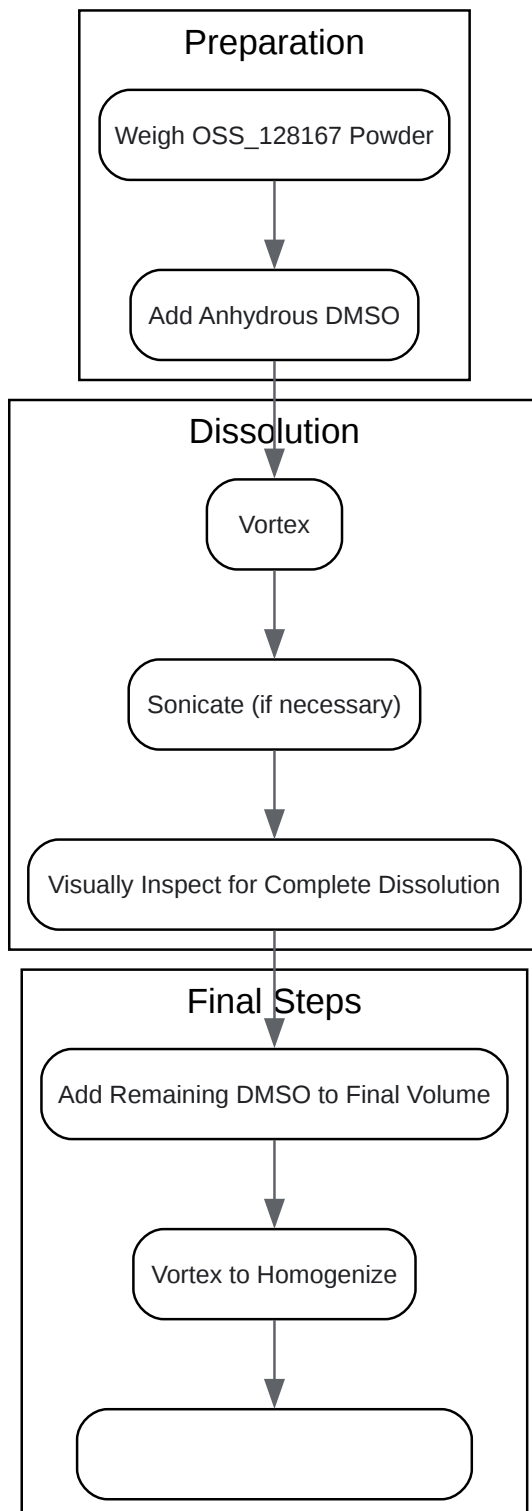 Preparation
Weigh OSS_128167 Powder
Add Anhydrous DMSO
Dissolution
Vortex
Sonicate (if necessary)
Visually Inspect for Complete Dissolution
Final Steps
Add Remaining DMSO to Final Volume
Vortex to Homogenize